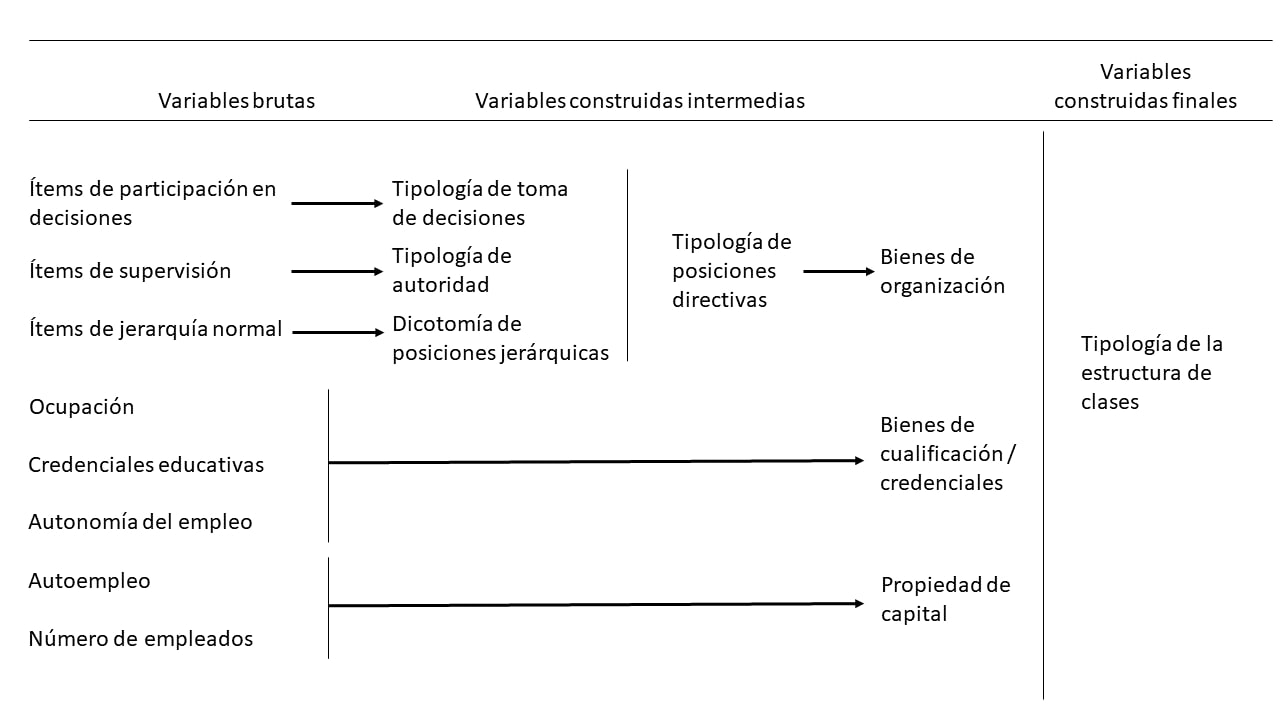 Variables brutas
Variables construidas intermedias
Variables
construidas finales
Ítems de participación en
decisiones
Tipología de toma
de decisiones
Ítems de supervisión
Tipología de
autoridad
Ítems de jerarquía normal
Dicotomía de
posiciones jerárquicas
Tipología de
posiciones
directivas
Bienes de
organización
Ocupación
Credenciales educativas
Autonomía del empleo
Bienes de
cualificación /
credenciales
Autoempleo
Número de empleados
Propiedad de
capital
Tipología de la
estructura de
clases